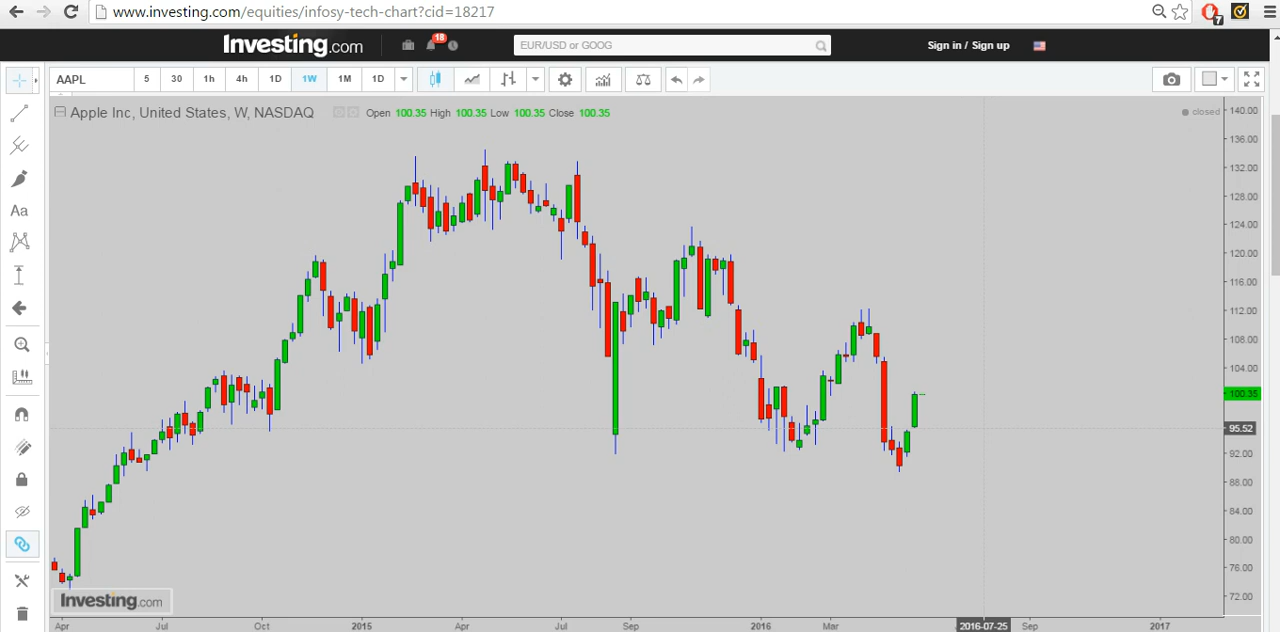 www.investing.com/equities/infosy-tech-chart?cid=18217
7
Investing.com
18
EUR/USD or GOOG
Sign in / Sign up
AAPL 5 30 1h 4h 1D 1W 1M 1D
Apple Inc, United States, W, NASDAQ Open 100.35 High 100.35 Low 100.35 Close 100.35
closed
Aa
140.00
136.00
132.00
128.00
124.00
120.00
116.00
112.00
108.00
104.00
100.35
95.52
92.00
88.00
84.00
80.00
76.00
72.00
Investing.com
Apr Jul Oct 2015 Apr Jul Sep 2016 Mar 2016-07-25 Sep 2017